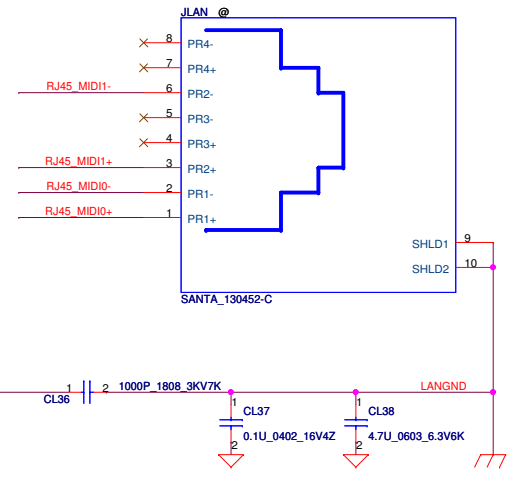 JLAN @
8 PR4-
7 PR4+
RJ45_MIDI1- 6 PR2-
5 PR3-
4 PR3+
RJ45_MIDI1+ 3 PR2+
RJ45_MIDI0- 2 PR1-
RJ45_MIDI0+ 1 PR1+
SHLD1 9
SHLD2 10
SANTA_130452-C
1 2 1000P_1808_3KV7K LANGND
CL36
1 CL37 1 CL38
0.1U_0402_16V4Z 4.7U_0603_6.3V6K
2 2